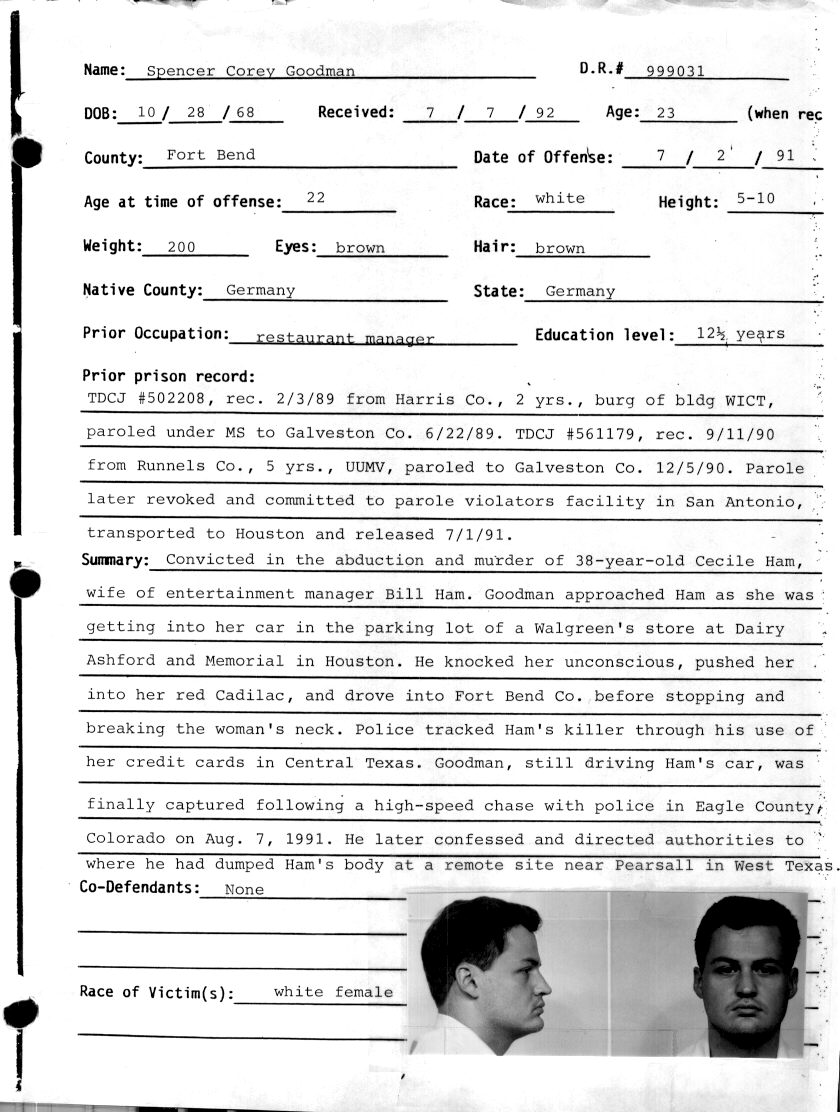 Name: Spencer Corey Goodman D.R.# 999031
DOB: 10 / 28 / 68 Received: 7 / 7 / 92 Age: 23 (when rec
County: Fort Bend Date of Offense: 7 / 2 / 91
Age at time of offense: 22 Race: white Height: 5-10
Weight: 200 Eyes: brown Hair: brown
Native County: Germany State: Germany
Prior Occupation: restaurant manager Education level: 12½ years
Prior prison record:
TDCJ #502208, rec. 2/3/89 from Harris Co., 2 yrs., burg of bldg WICT,
paroled under MS to Galveston Co. 6/22/89. TDCJ #561179, rec. 9/11/90
from Runnels Co., 5 yrs., UUMV, paroled to Galveston Co. 12/5/90. Parole
later revoked and committed to parole violators facility in San Antonio,
transported to Houston and released 7/1/91.
Summary: Convicted in the abduction and murder of 38-year-old Cecile Ham,
wife of entertainment manager Bill Ham. Goodman approached Ham as she was
getting into her car in the parking lot of a Walgreen's store at Dairy
Ashford and Memorial in Houston. He knocked her unconscious, pushed her
into her red Cadilac, and drove into Fort Bend Co. before stopping and
breaking the woman's neck. Police tracked Ham's killer through his use of
her credit cards in Central Texas. Goodman, still driving Ham's car, was
finally captured following a high-speed chase with police in Eagle County,
Colorado on Aug. 7, 1991. He later confessed and directed authorities to
where he had dumped Ham's body at a remote site near Pearsall in West Texas.
Co-Defendants: None
Race of Victim(s): white female